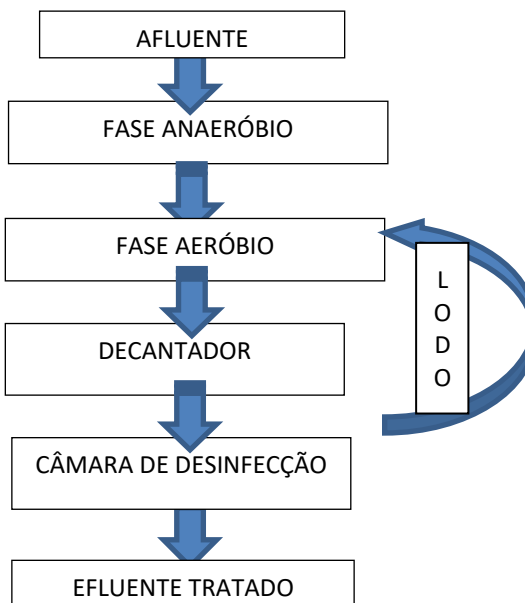 AFLUENTE
FASE ANAERÓBIO
FASE AERÓBIO
L
O
D
O
DECANTADOR
CÂMARA DE DESINFECÇÃO
EFLUENTE TRATADO